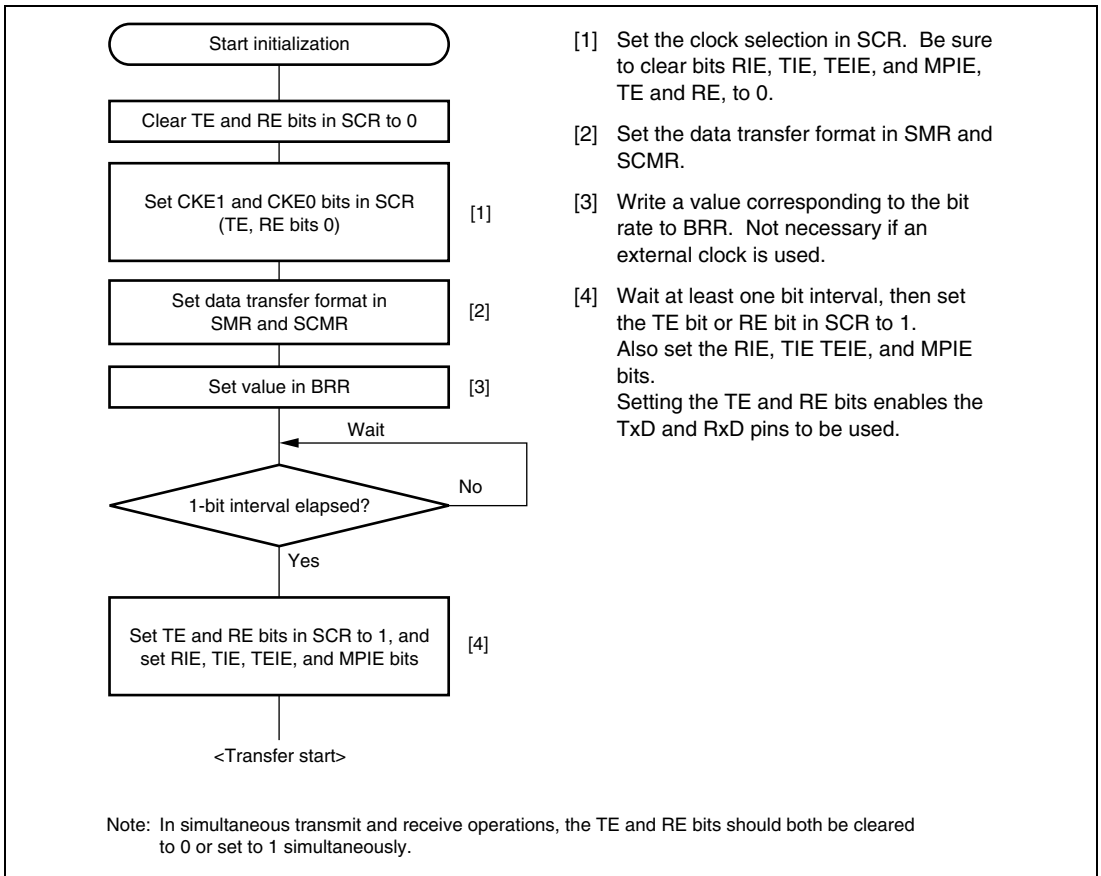 Start initialization
Clear TE and RE bits in SCR to 0
Set CKE1 and CKE0 bits in SCR
(TE, RE bits 0)
[1]
Set data transfer format in
SMR and SCMR
[2]
Set value in BRR
[3]
Wait
No
1-bit interval elapsed?
Yes
Set TE and RE bits in SCR to 1, and
set RIE, TIE, TEIE, and MPIE bits
[4]
<Transfer start>
[1] Set the clock selection in SCR. Be sure
to clear bits RIE, TIE, TEIE, and MPIE,
TE and RE, to 0.
[2] Set the data transfer format in SMR and
SCMR.
[3] Write a value corresponding to the bit
rate to BRR. Not necessary if an
external clock is used.
[4] Wait at least one bit interval, then set
the TE bit or RE bit in SCR to 1.
Also set the RIE, TIE TEIE, and MPIE
bits.
Setting the TE and RE bits enables the
TxD and RxD pins to be used.
Note: In simultaneous transmit and receive operations, the TE and RE bits should both be cleared
to 0 or set to 1 simultaneously.